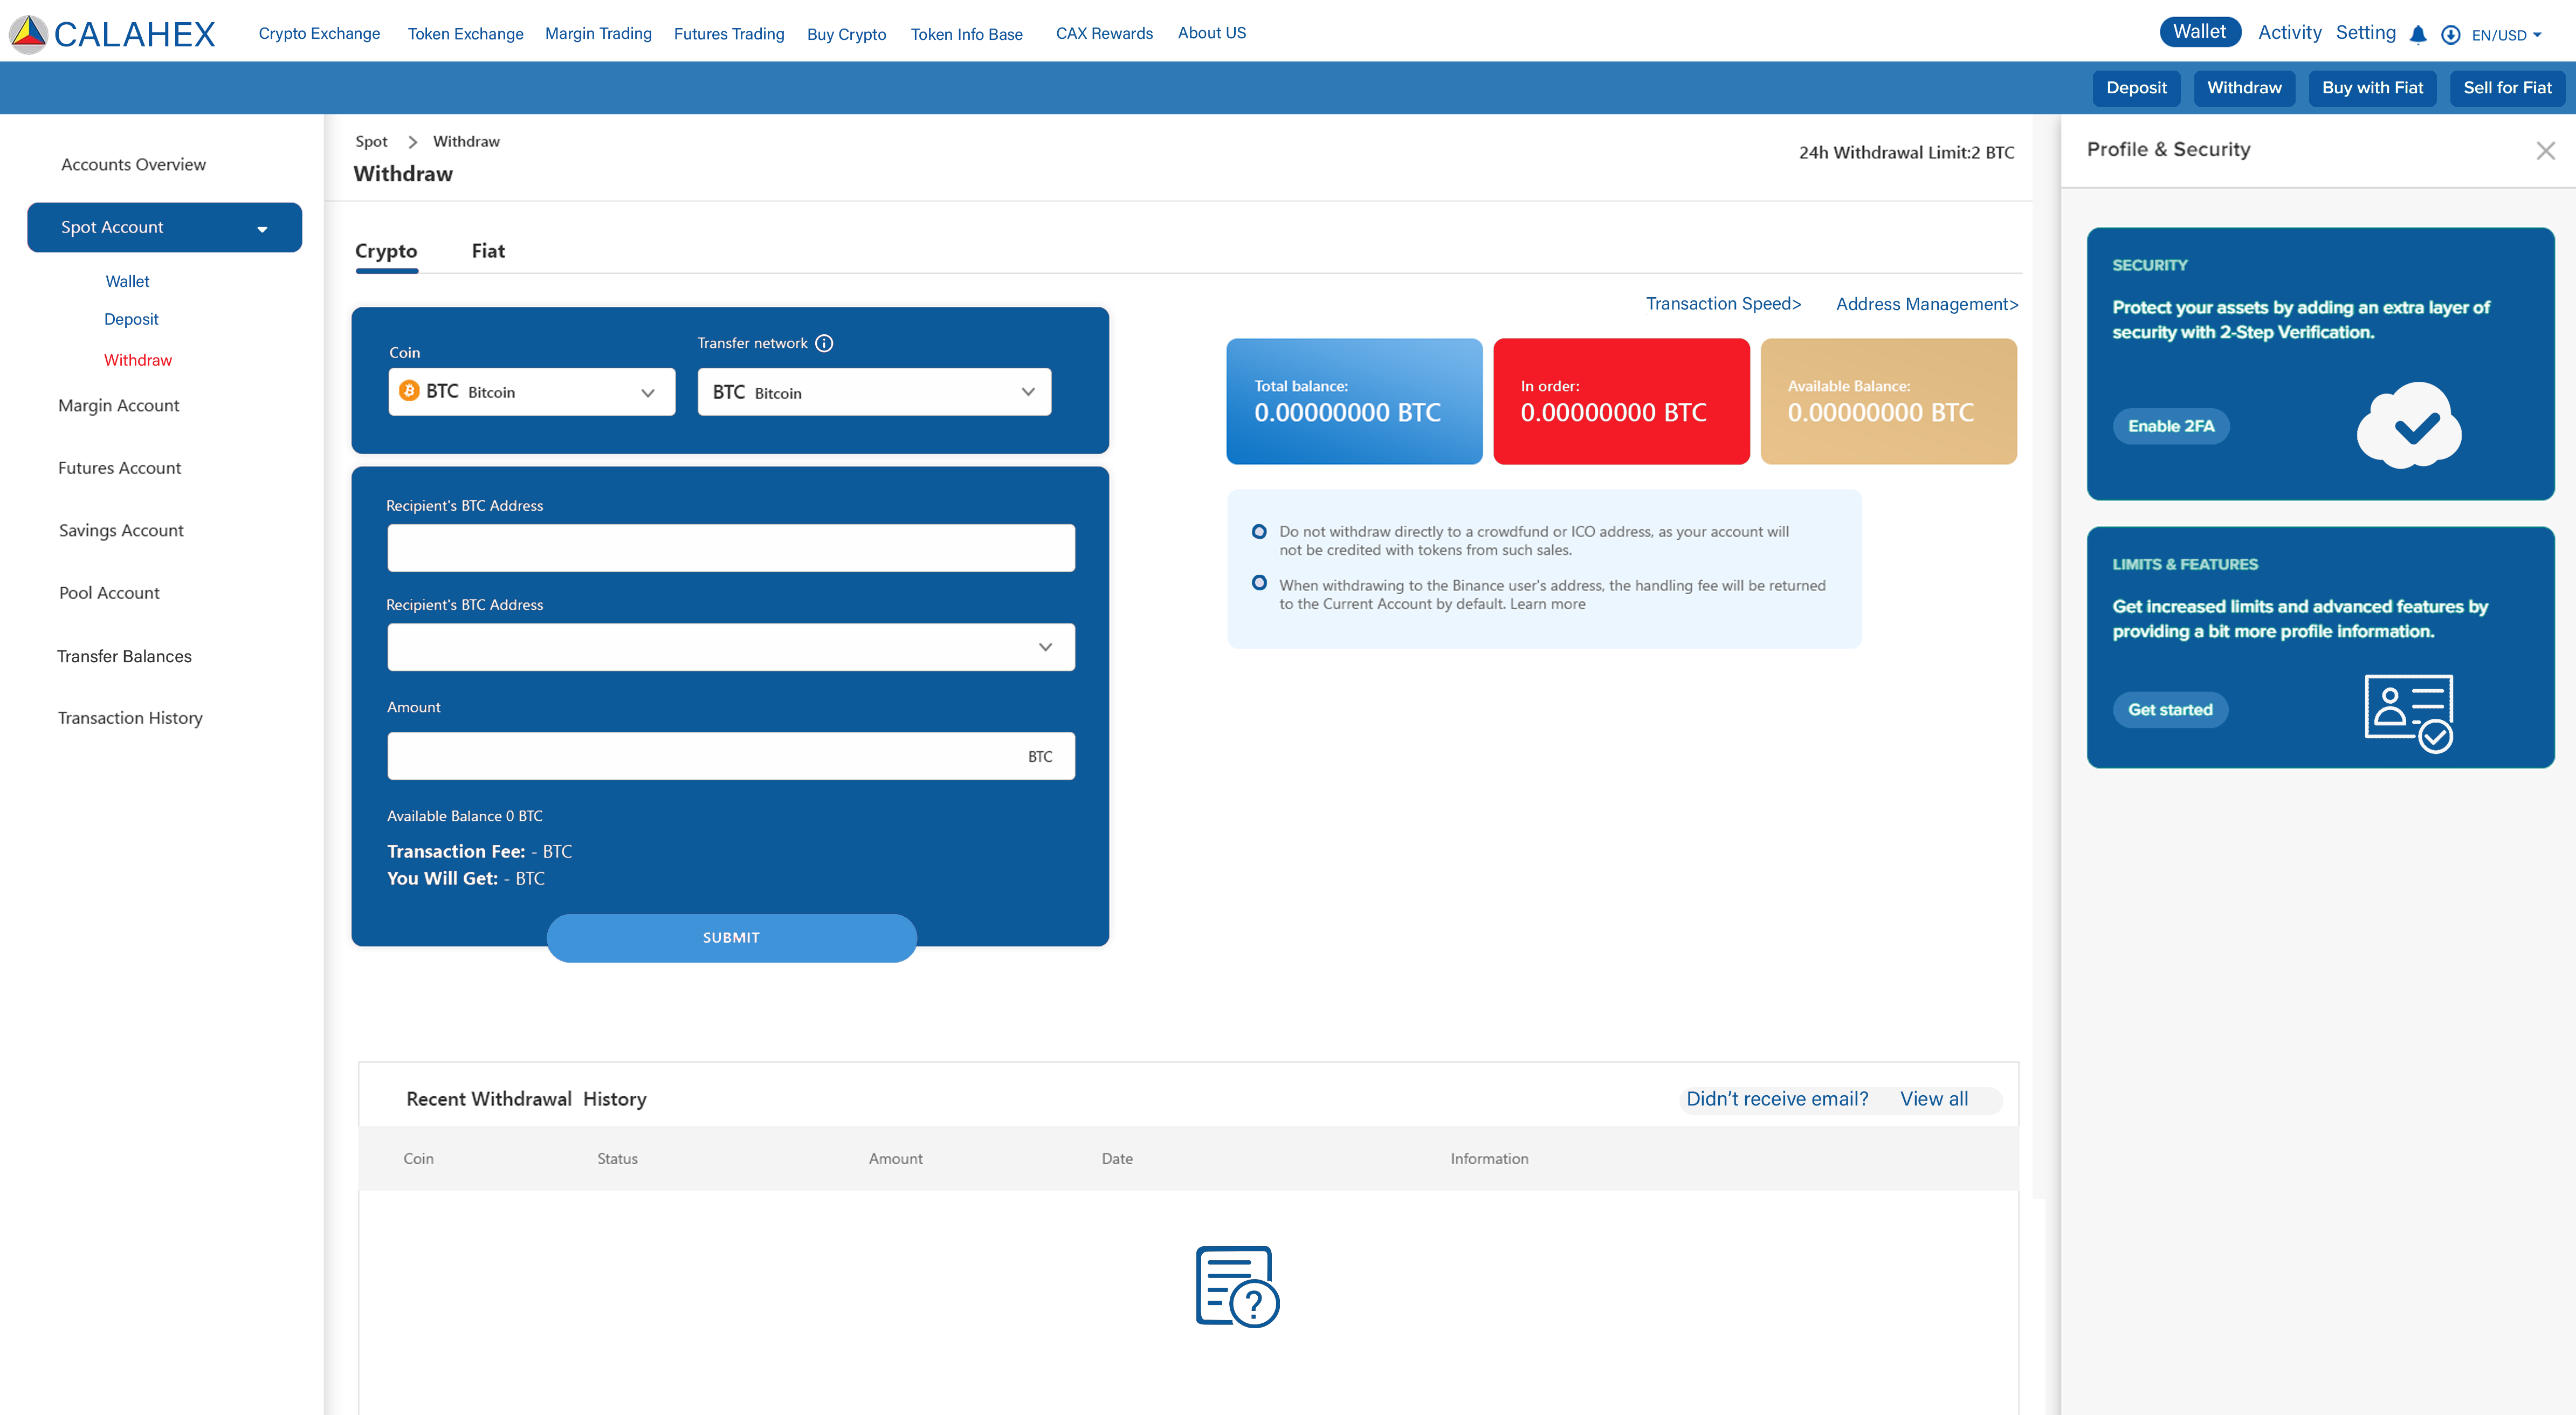 CALAHEX
Crypto Exchange
Token Exchange
Margin Trading
Futures Trading
Buy Crypto
Token Info Base
CAX Rewards
About US
Wallet
Activity
Setting
EN/USD
Deposit
Withdraw
Buy with Fiat
Sell for Fiat
Accounts Overview
Spot Account
Wallet
Deposit
Withdraw
Margin Account
Futures Account
Savings Account
Pool Account
Transfer Balances
Transaction History
Spot > Withdraw
Withdraw
24h Withdrawal Limit:2 BTC
Crypto
Fiat
Transaction Speed>
Address Management>
Coin
BTC Bitcoin
Transfer network
BTC Bitcoin
Recipient's BTC Address
Recipient's BTC Address
Amount
BTC
Available Balance 0 BTC
Transaction Fee: - BTC
You Will Get: - BTC
SUBMIT
Total balance:
0.00000000 BTC
In order:
0.00000000 BTC
Available Balance:
0.00000000 BTC
Do not withdraw directly to a crowdfund or ICO address, as your account will
not be credited with tokens from such sales.
When withdrawing to the Binance user's address, the handling fee will be returned
to the Current Account by default. Learn more
Recent Withdrawal History
Didn’t receive email?
View all
Coin
Status
Amount
Date
Information
?
Profile & Security
SECURITY
Protect your assets by adding an extra layer of
security with 2-Step Verification.
Enable 2FA
LIMITS & FEATURES
Get increased limits and advanced features by
providing a bit more profile information.
Get started